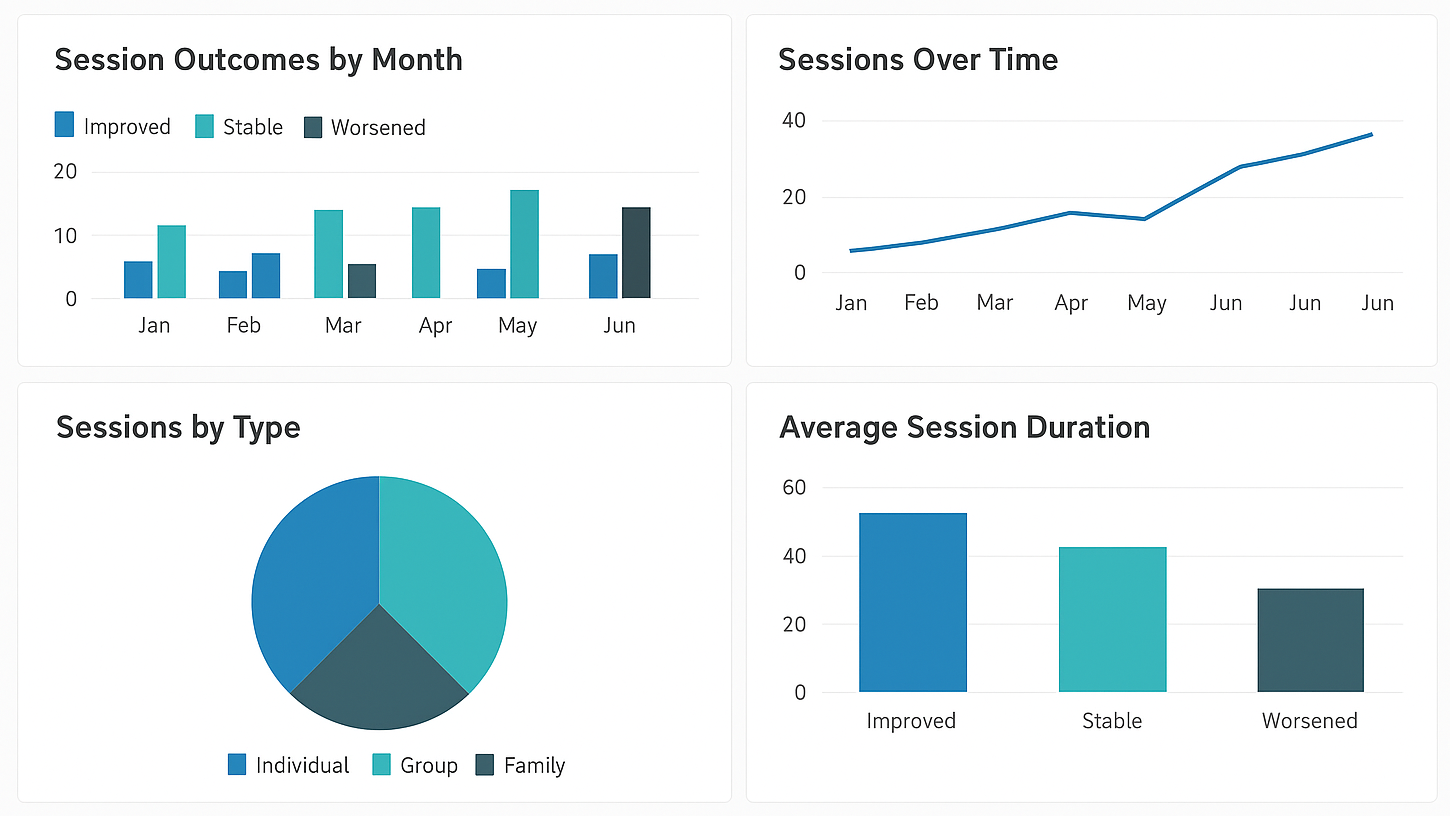 Session Outcomes by Month
Improved Stable Worsened
20
10
0
Jan Feb Mar Apr May Jun
Sessions Over Time
40
20
0
Jan Feb Mar Apr May Jun Jun Jun
Sessions by Type
Individual Group Family
Average Session Duration
60
40
20
0
Improved Stable Worsened